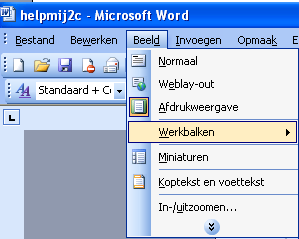 helpmij2c - Microsoft Word
Bestand Bewerken Beeld Invoegen Opmaak E
Normaal
Weblay-out
Afdrukweergave
Standaard + C
Werkbalken
Miniaturen
Koptekst en voettekst
In-/uitzoomen...
L